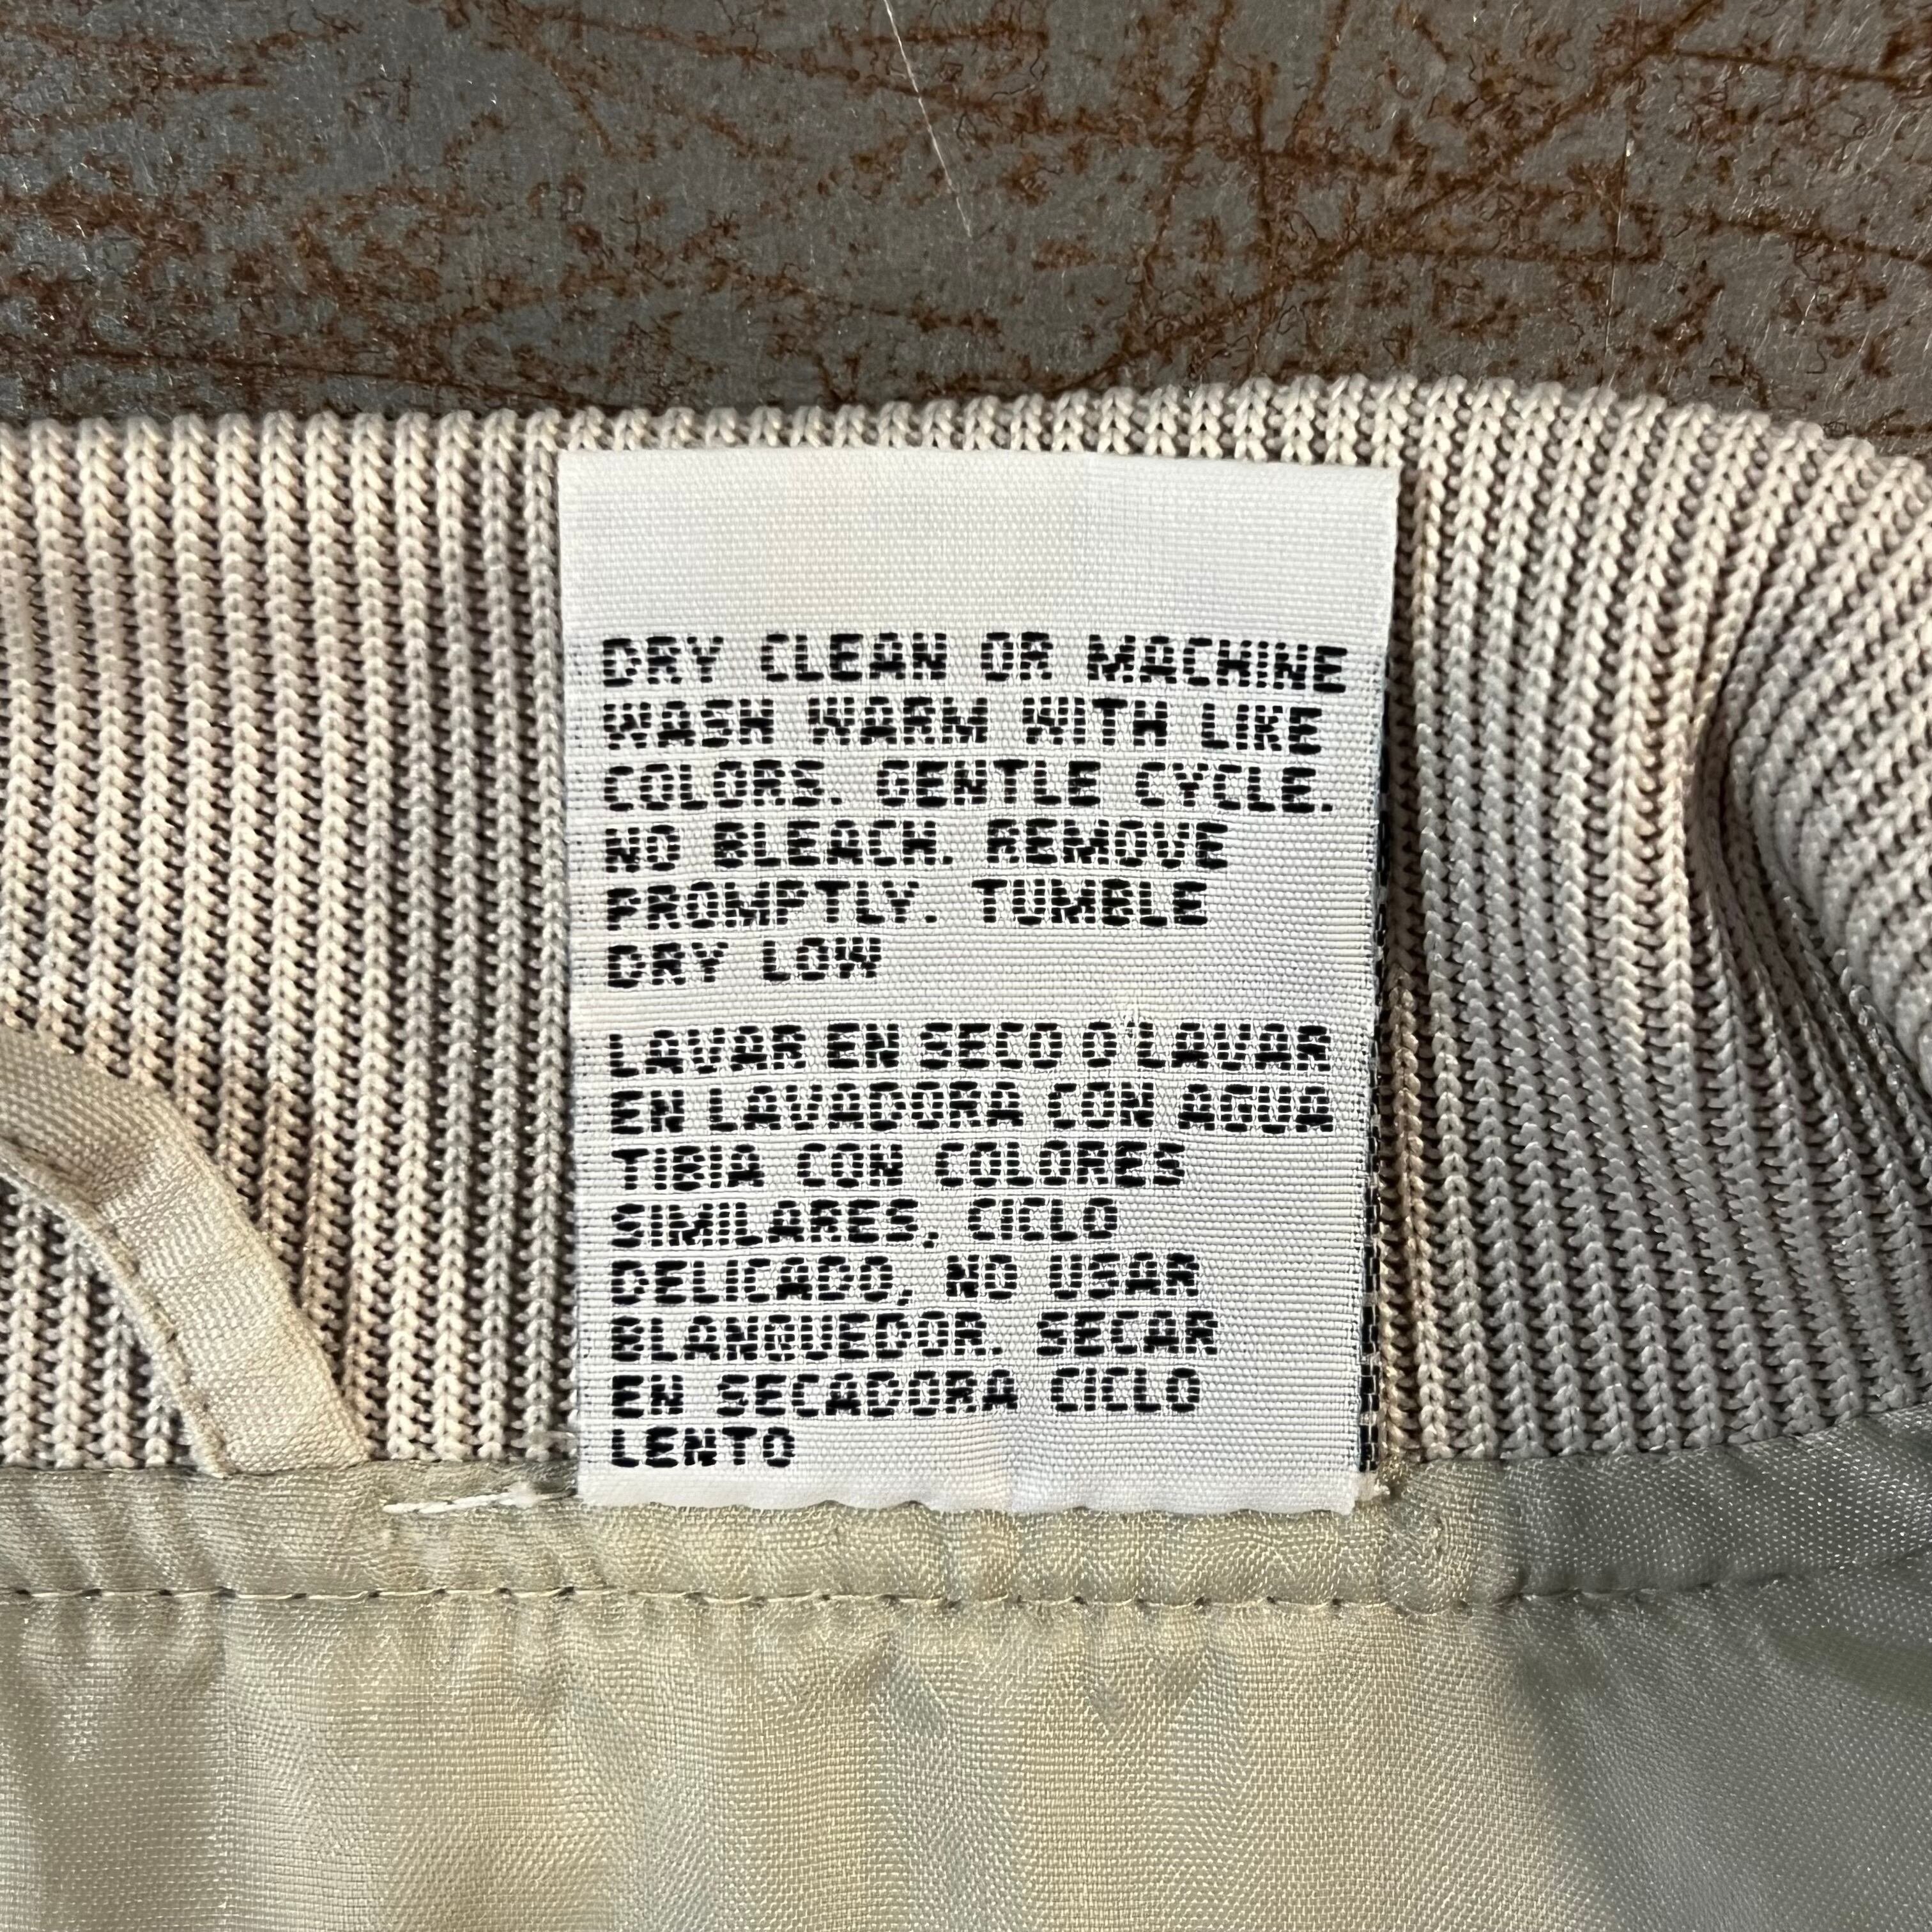 DRY CLEAN OR MACHINE
WASH WARM WITH LIKE
COLORS. GENTLE CYCLE.
NO BLEACH. REMOVE
PROMPTLY. TUMBLE
DRY LOW
LAVAR EN SECO O'LAVAR
EN LAVADORA CON AGUA
TIBIA CON COLORES
SIMILARES, CICLO
DELICADO, NO USAR
BLANQUEDOR. SECAR
EN SECADORA CICLO
LENTO